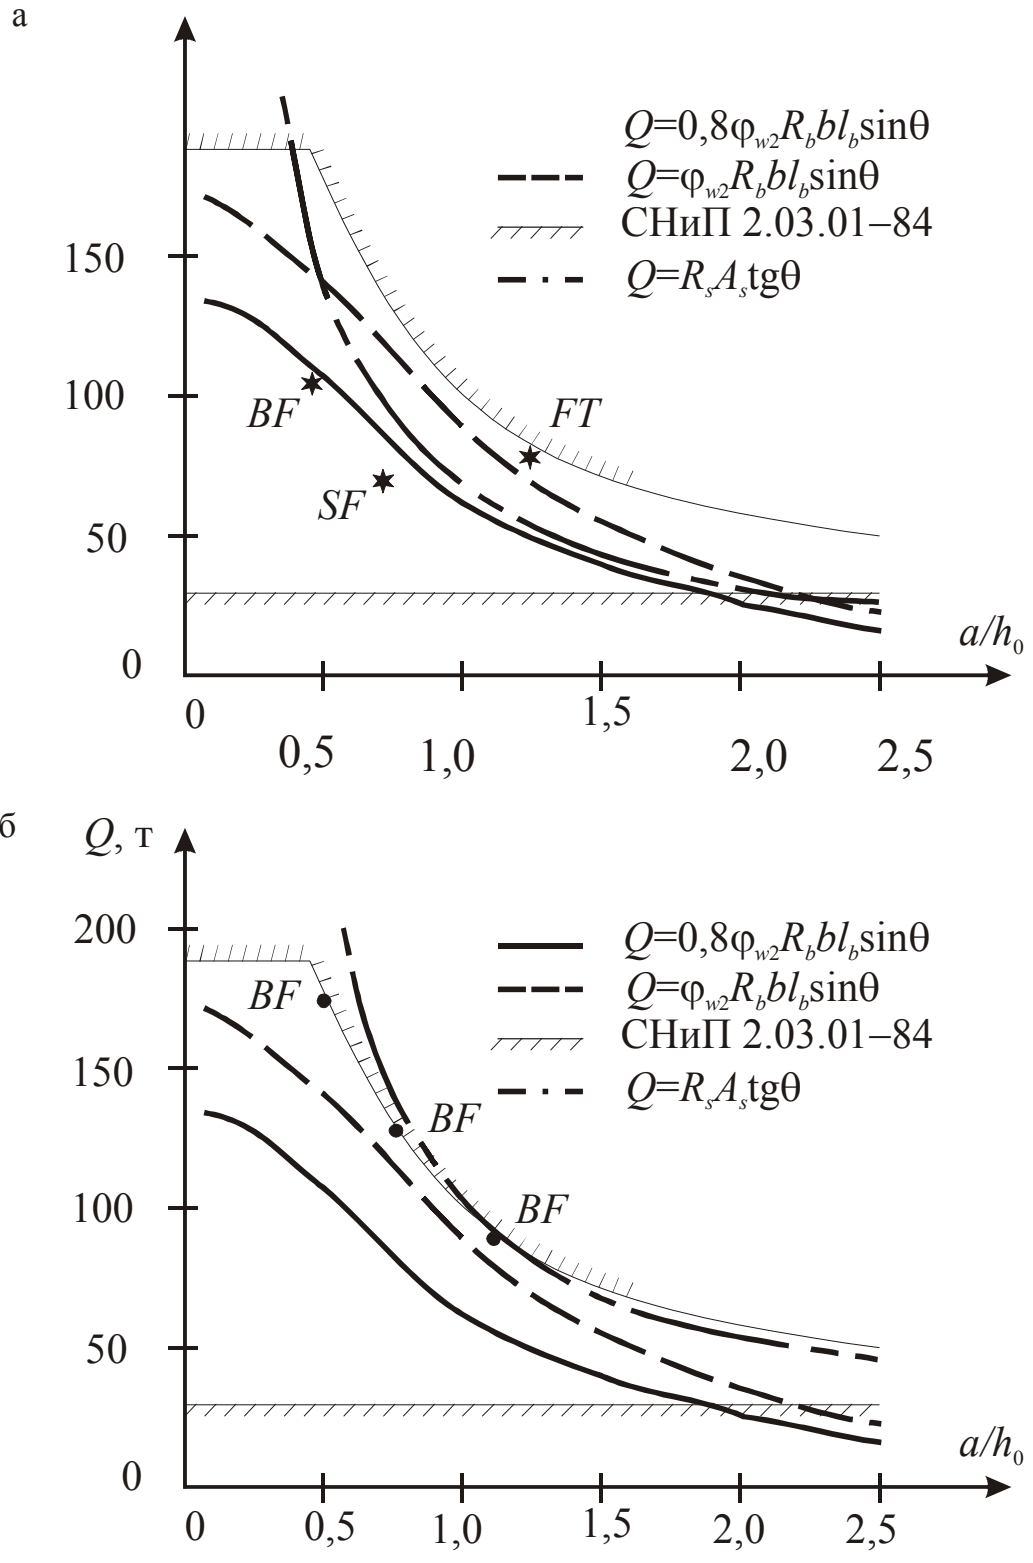 а
Q=0,8φw2Rbblbsinθ
Q=φw2Rbblbsinθ
СНиП 2.03.01–84
Q=RsAstgθ
150
100
BF
FT
SF
50
a/h0
0
0
1,5
0,5
1,0
2,0
2,5
б
Q, т
200
Q=0,8φw2Rbblbsinθ
BF
Q=φw2Rbblbsinθ
СНиП 2.03.01–84
150
Q=RsAstgθ
BF
100
BF
50
a/h0
0
0
0,5
1,0
1,5
2,0
2,5